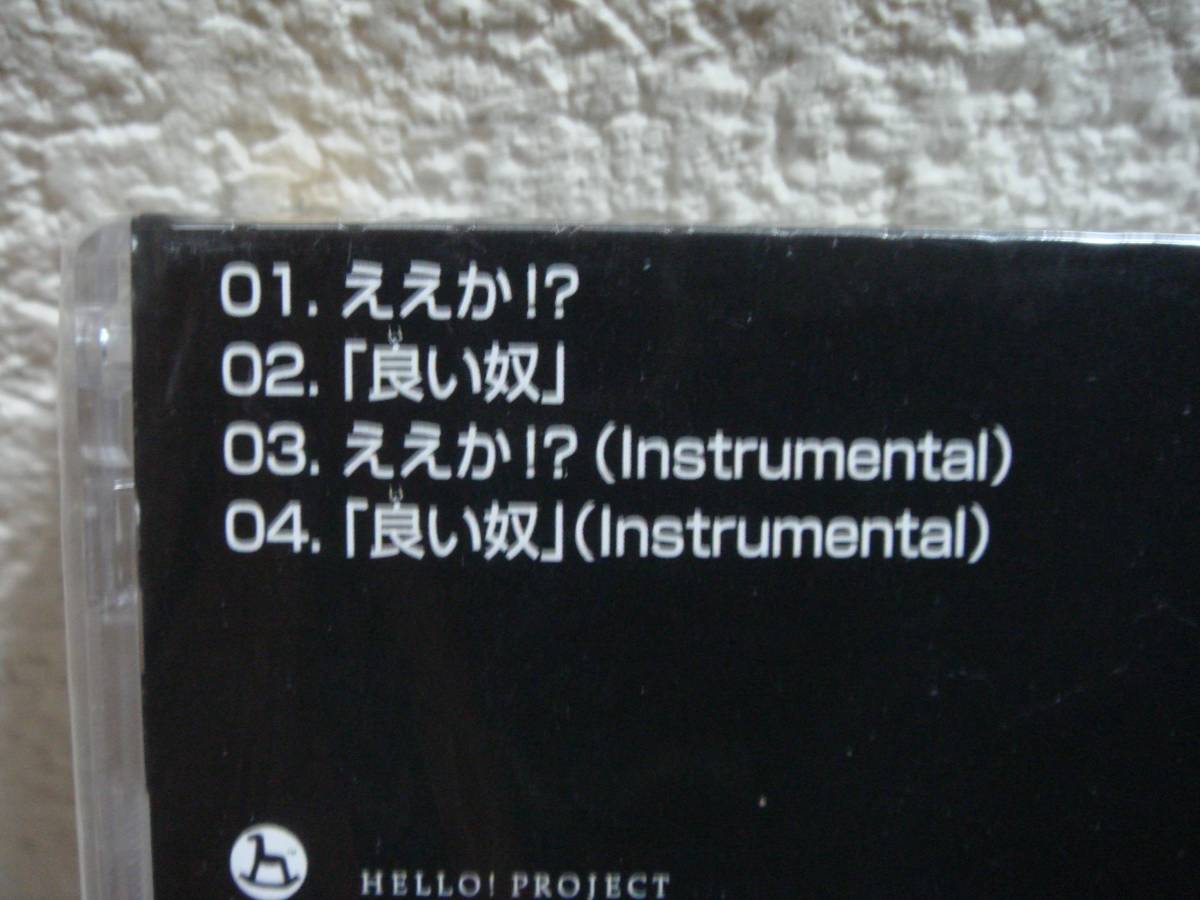 01. ええか!?
02. 「良い奴」
03. ええか!? (Instrumental)
04. 「良い奴」(Instrumental)
HELLO! PROJECT